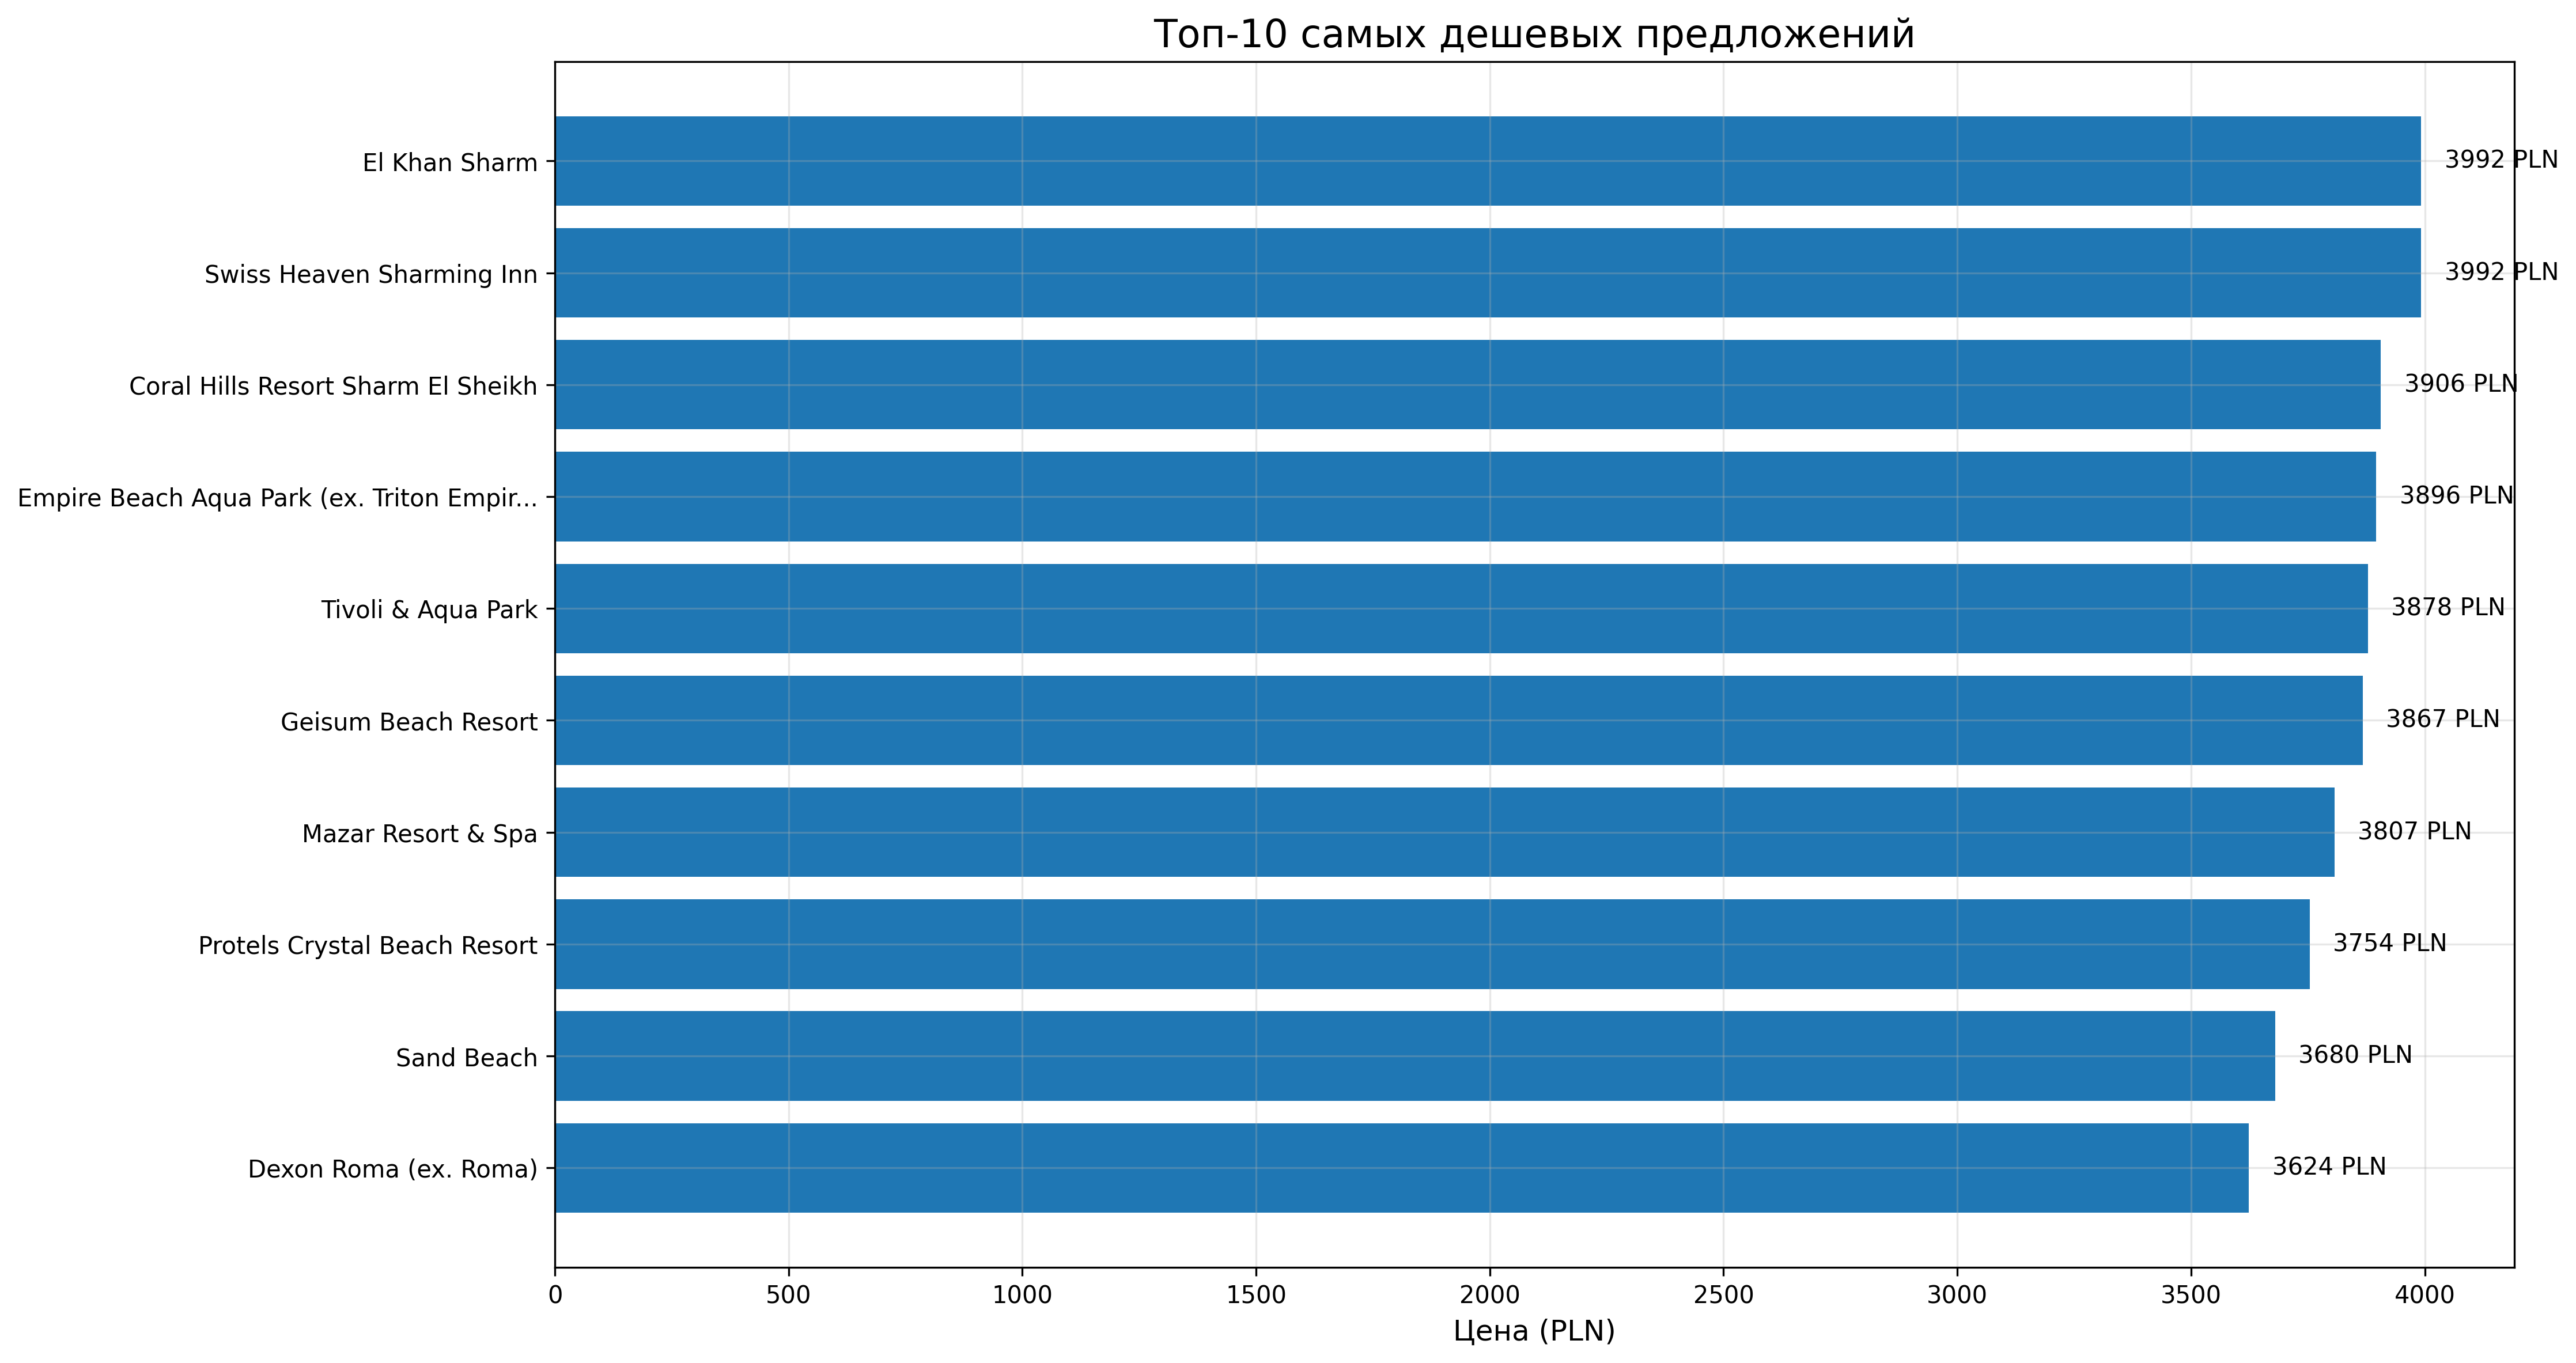 Топ-10 самых дешевых предложений
El Khan Sharm
3992 PLN
Swiss Heaven Sharming Inn
3992 PLN
Coral Hills Resort Sharm El Sheikh
3906 PLN
Empire Beach Aqua Park (ex. Triton Empir...
3896 PLN
Tivoli & Aqua Park
3878 PLN
Geisum Beach Resort
3867 PLN
Mazar Resort & Spa
3807 PLN
Protels Crystal Beach Resort
3754 PLN
Sand Beach
3680 PLN
Dexon Roma (ex. Roma)
3624 PLN
0 500 1000 1500 2000 2500 3000 3500 4000
Цена (PLN)